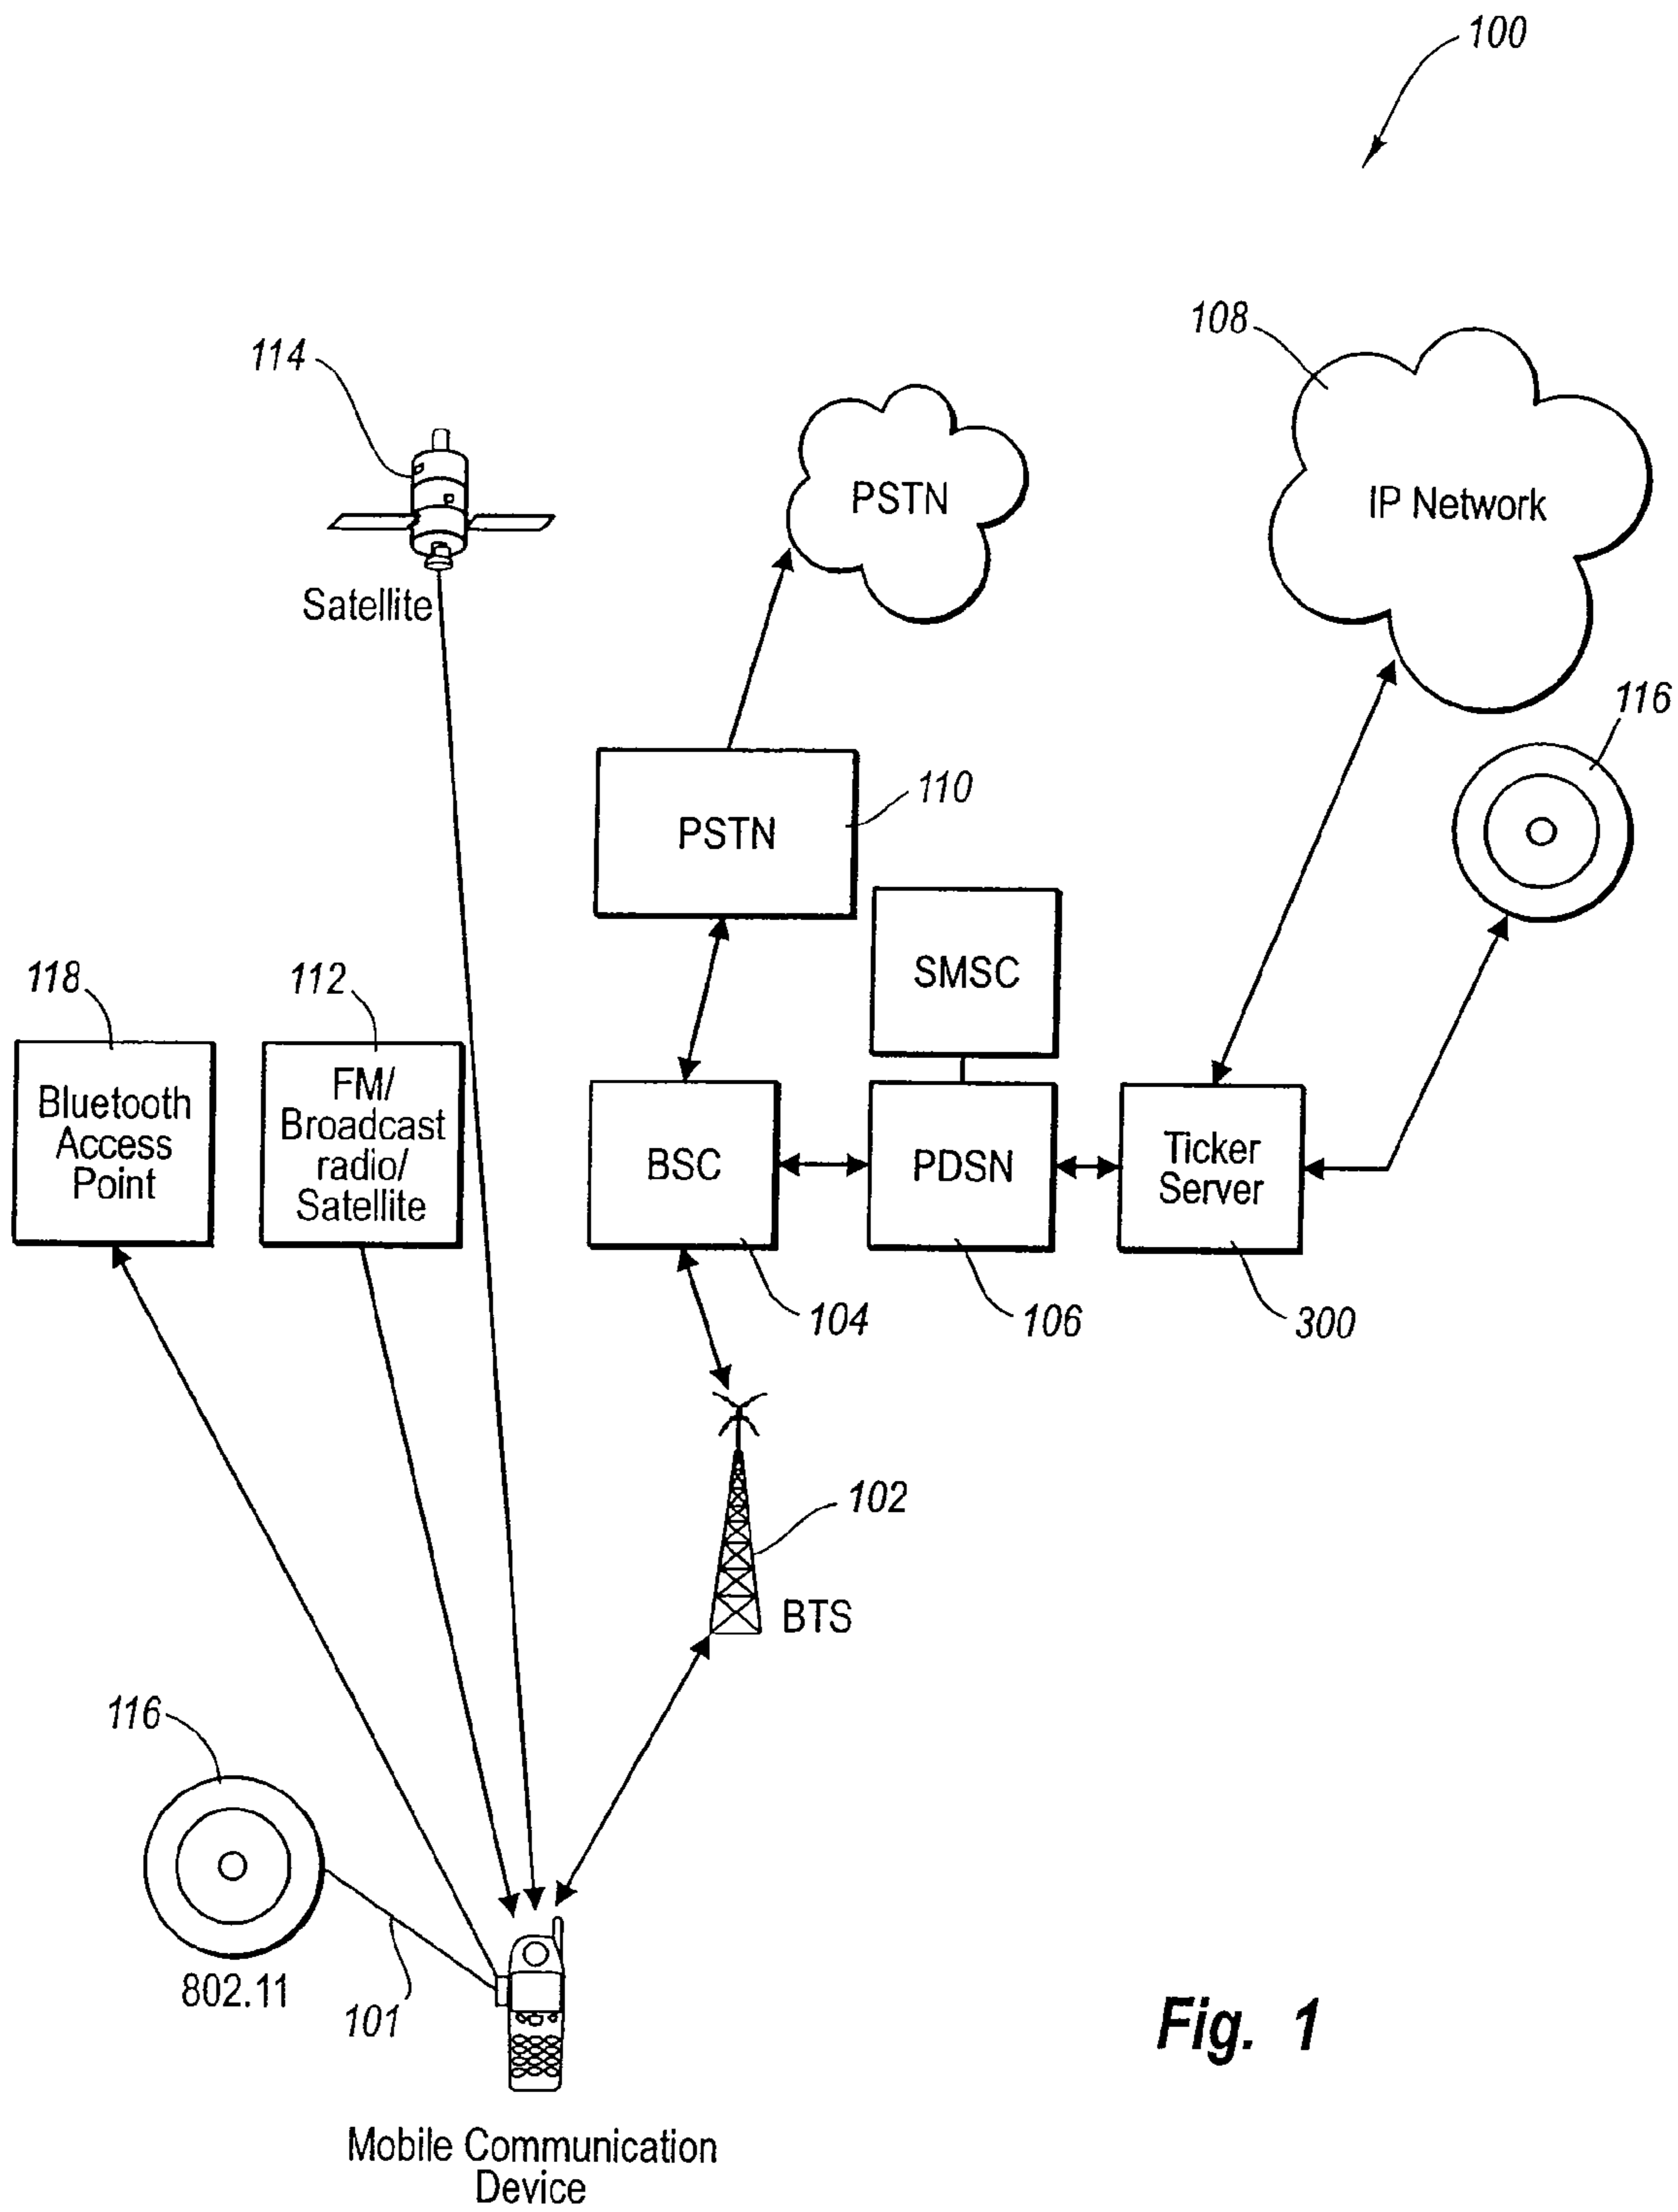 100
108
114
PSTN
IP Network
Satellite
116
PSTN
110
SMSC
118
112
Bluetooth
Access
Point
FM/
Broadcast
radio/
Satellite
BSC
PDSN
Ticker
Server
104
106
300
102
BTS
116
802.11
101
Fig. 1
Mobile Communication
Device